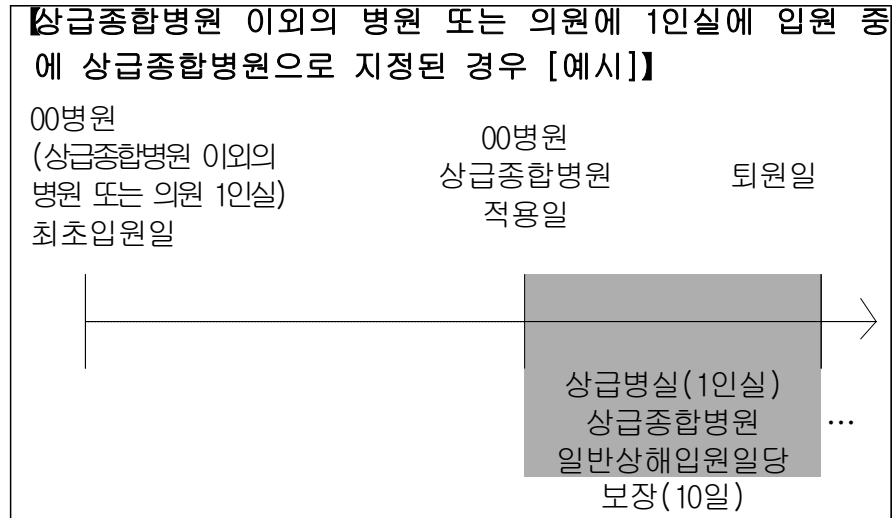 【상급종합병원 이외의 병원 또는 의원에 1인실에 입원 중
에 상급종합병원으로 지정된 경우 [예시]】
00병원
(상급종합병원 이외의
병원 또는 의원 1인실)
최초입원일
00병원
상급종합병원
적용일
퇴원일
상급병실(1인실)
상급종합병원
일반상해입원일당
보장(10일)
…